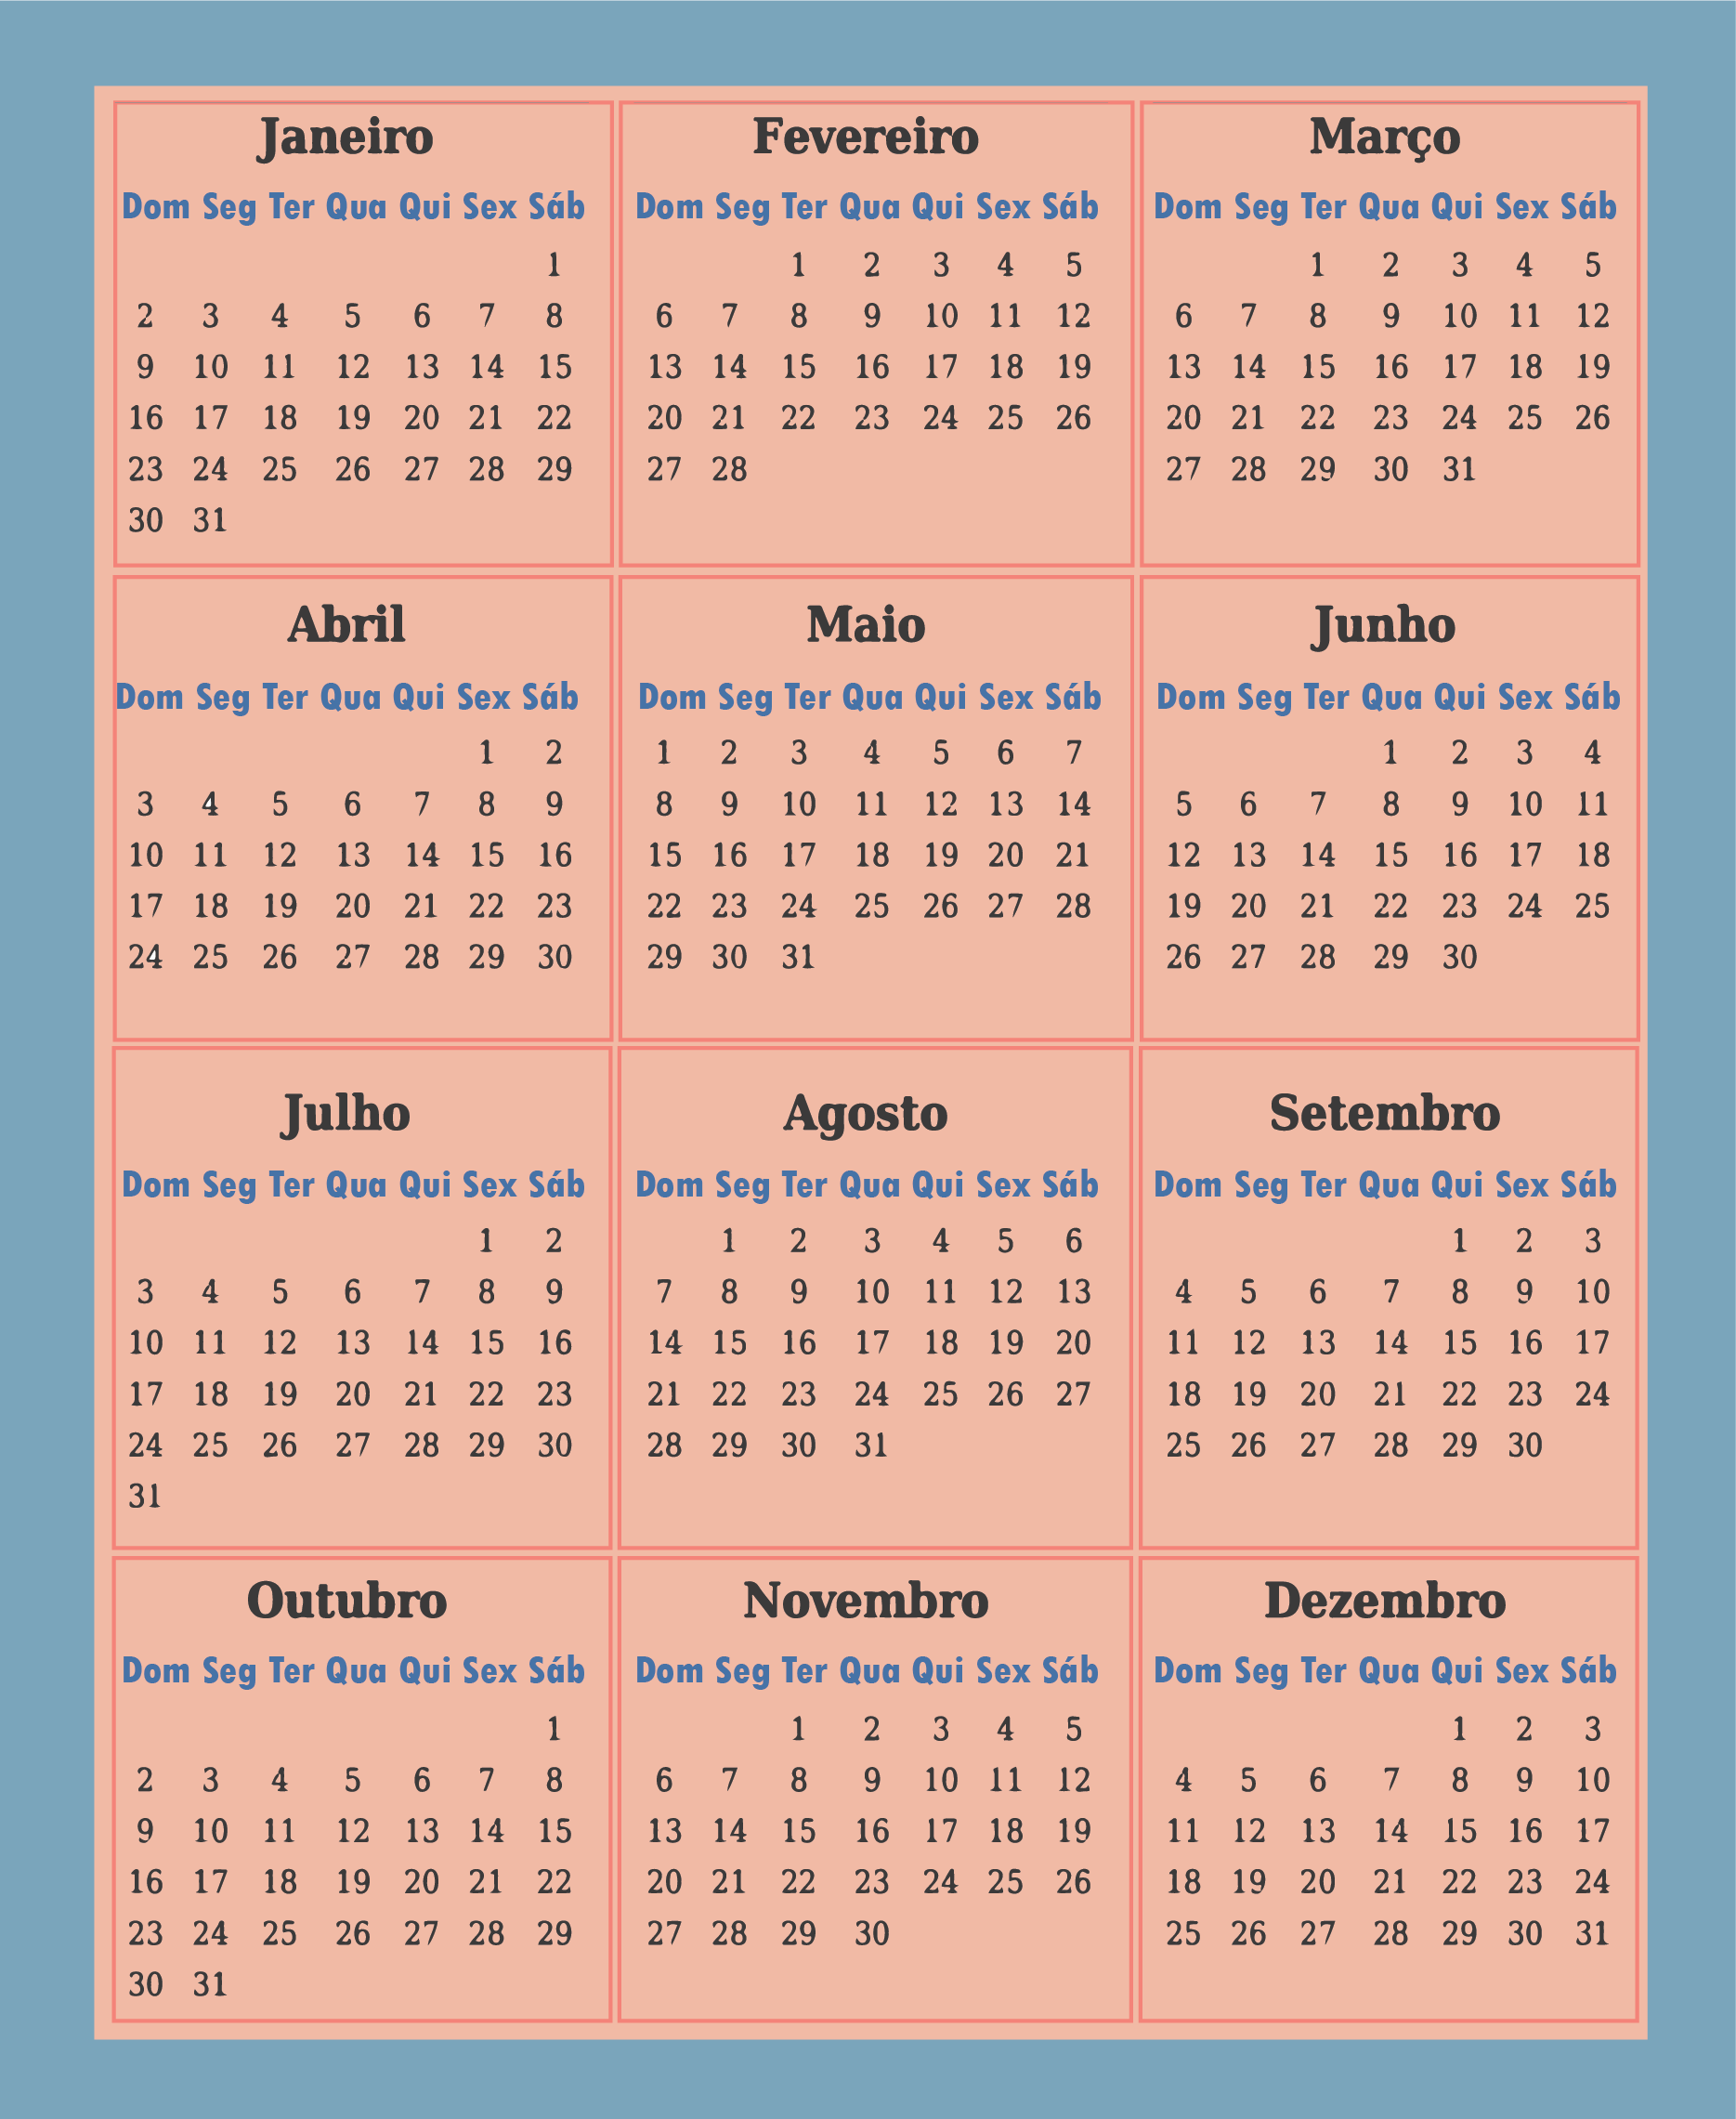 Janeiro
Dom Seg Ter Qua Qui Sex Sáb
1
2 3 4 5 6 7 8
9 10 11 12 13 14 15
16 17 18 19 20 21 22
23 24 25 26 27 28 29
30 31
Fevereiro
Dom Seg Ter Qua Qui Sex Sáb
1 2 3 4 5
6 7 8 9 10 11 12
13 14 15 16 17 18 19
20 21 22 23 24 25 26
27 28
Março
Dom Seg Ter Qua Qui Sex Sáb
1 2 3 4 5
6 7 8 9 10 11 12
13 14 15 16 17 18 19
20 21 22 23 24 25 26
27 28 29 30 31
Abril
Dom Seg Ter Qua Qui Sex Sáb
1 2
3 4 5 6 7 8 9
10 11 12 13 14 15 16
17 18 19 20 21 22 23
24 25 26 27 28 29 30
Maio
Dom Seg Ter Qua Qui Sex Sáb
1 2 3 4 5 6 7
8 9 10 11 12 13 14
15 16 17 18 19 20 21
22 23 24 25 26 27 28
29 30 31
Junho
Dom Seg Ter Qua Qui Sex Sáb
1 2 3 4
5 6 7 8 9 10 11
12 13 14 15 16 17 18
19 20 21 22 23 24 25
26 27 28 29 30
Julho
Dom Seg Ter Qua Qui Sex Sáb
1 2
3 4 5 6 7 8 9
10 11 12 13 14 15 16
17 18 19 20 21 22 23
24 25 26 27 28 29 30
31
Agosto
Dom Seg Ter Qua Qui Sex Sáb
1 2 3 4 5 6
7 8 9 10 11 12 13
14 15 16 17 18 19 20
21 22 23 24 25 26 27
28 29 30 31
Setembro
Dom Seg Ter Qua Qui Sex Sáb
1 2 3
4 5 6 7 8 9 10
11 12 13 14 15 16 17
18 19 20 21 22 23 24
25 26 27 28 29 30
Outubro
Dom Seg Ter Qua Qui Sex Sáb
1
2 3 4 5 6 7 8
9 10 11 12 13 14 15
16 17 18 19 20 21 22
23 24 25 26 27 28 29
30 31
Novembro
Dom Seg Ter Qua Qui Sex Sáb
1 2 3 4 5
6 7 8 9 10 11 12
13 14 15 16 17 18 19
20 21 22 23 24 25 26
27 28 29 30
Dezembro
Dom Seg Ter Qua Qui Sex Sáb
1 2 3
4 5 6 7 8 9 10
11 12 13 14 15 16 17
18 19 20 21 22 23 24
25 26 27 28 29 30 31